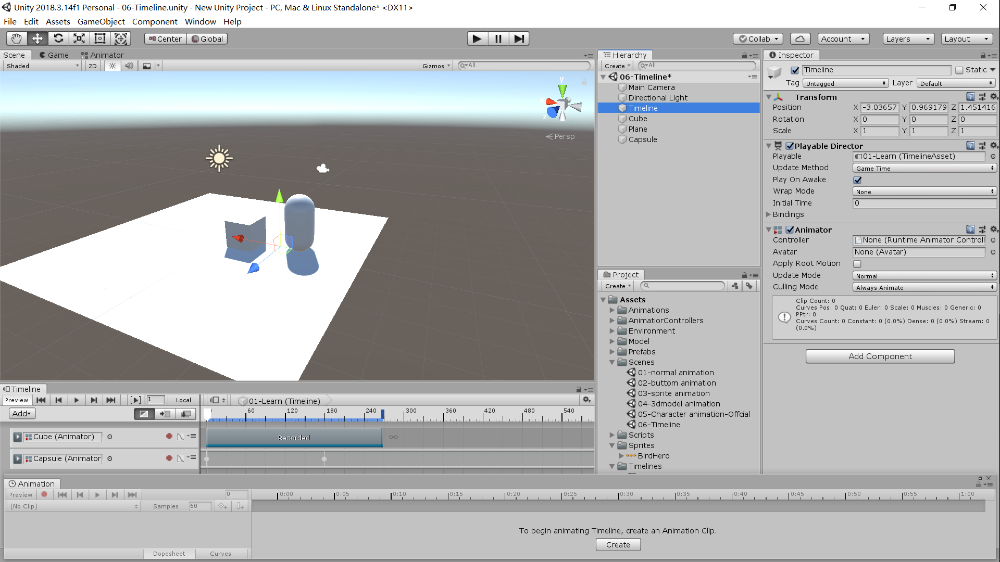 Unity 2018.3.14f1 Personal - 06-Timeline.unity - New Unity Project - PC, Mac & Linux Standalone* <DX11>
File Edit Assets GameObject Component Window Help
Center Global Collab Account Layers Layout
Scene Game Animator
Shaded 2D Gizmos All
y
x
z
Persp
Hierarchy
Create All
06-Timeline*
Main Camera
Directional Light
Timeline
Cube
Plane
Capsule
Project
Create
Assets
Animations
AnimatiorControllers
Environment
Model
Prefabs
Scenes
01-normal animation
02-buttom animation
03-sprite animation
04-3dmodel animation
05-Character animation-Offcial
06-Timeline
Scripts
Sprites
BirdHero
Timelines
Inspector
Timeline Static
Tag Untagged Layer Default
Transform
Position X -3.03657 Y 0.969179 Z 1.451416
Rotation X 0 Y 0 Z 0
Scale X 1 Y 1 Z 1
Playable Director
Playable 01-Learn (TimelineAsset)
Update Method Game Time
Play On Awake
Wrap Mode None
Initial Time 0
Bindings
Animator
Controller None (Runtime Animator Controll
Avatar None (Avatar)
Apply Root Motion
Update Mode Normal
Culling Mode Always Animate
Clip Count: 0
Curves Pos: 0 Quat: 0 Euler: 0 Scale: 0 Muscles: 0 Generic: 0
PPtr: 0
Curves Count: 0 Constant: 0 (0.0%) Dense: 0 (0.0%) Stream: 0
(0.0%)
Add Component
Timeline
Preview 1 Local 01-Learn (Timeline)
Add 60 120 180 240 300 360 420 480 540
Cube (Animator) Recorded
Capsule (Animator
Animation
Preview 0 0:00 0:05 0:10 0:15 0:20 0:25 0:30 0:35 0:40 0:45 0:50 0:55 1:00
[No Clip] Samples 60
To begin animating Timeline, create an Animation Clip.
Create
Dopesheet Curves